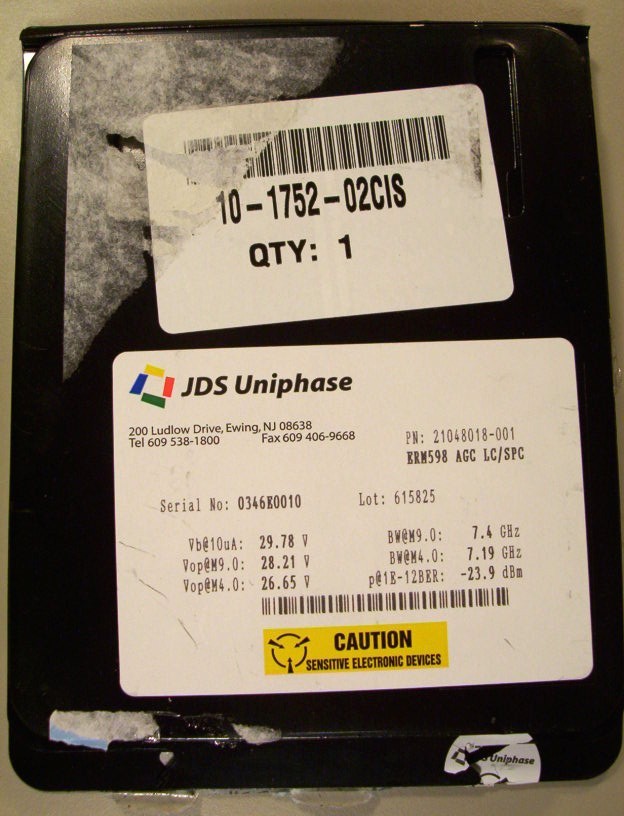 10-1752-02CIS
QTY: 1
JDS Uniphase
200 Ludlow Drive, Ewing, NJ 08638
Tel 609 538-1800 Fax 609 406-9668
PN: 21048018-001
ERM598 AGC LC/SPC
Serial No: 0346E0010 Lot: 615825
Vb@10uA: 29.78 V BW@M9.0: 7.4 GHz
Vop@M9.0: 28.21 V BW@M4.0: 7.19 GHz
Vop@M4.0: 26.65 V p@1E-12BER: -23.9 dBm
CAUTION
SENSITIVE ELECTRONIC DEVICES
Uniphase